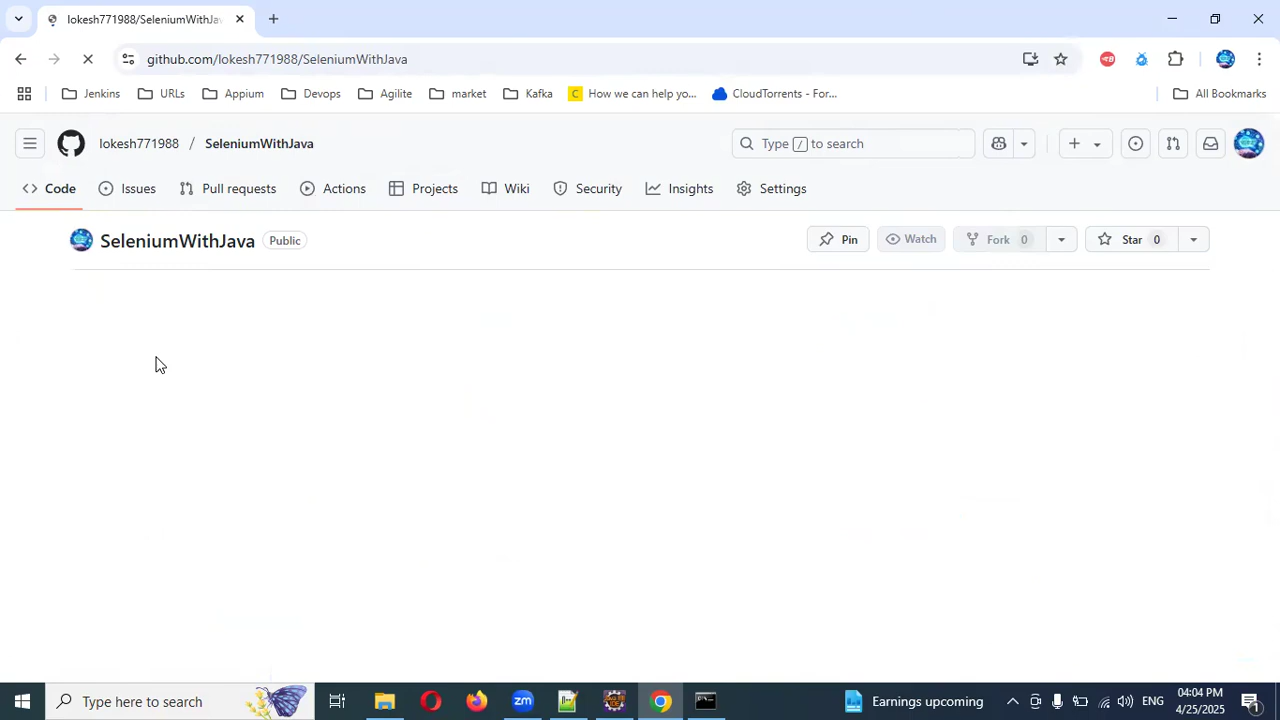 lokesh771988/SeleniumWithJava
github.com/lokesh771988/SeleniumWithJava
Jenkins URLs Appium Devops Agilite market Kafka How we can help yo... CloudTorrents - For... All Bookmarks
lokesh771988 / SeleniumWithJava Type / to search
Code Issues Pull requests Actions Projects Wiki Security Insights Settings
SeleniumWithJava Public Pin Watch Fork 0 Star 0
Type here to search Earnings upcoming ENG 04:04 PM
4/25/2025 1